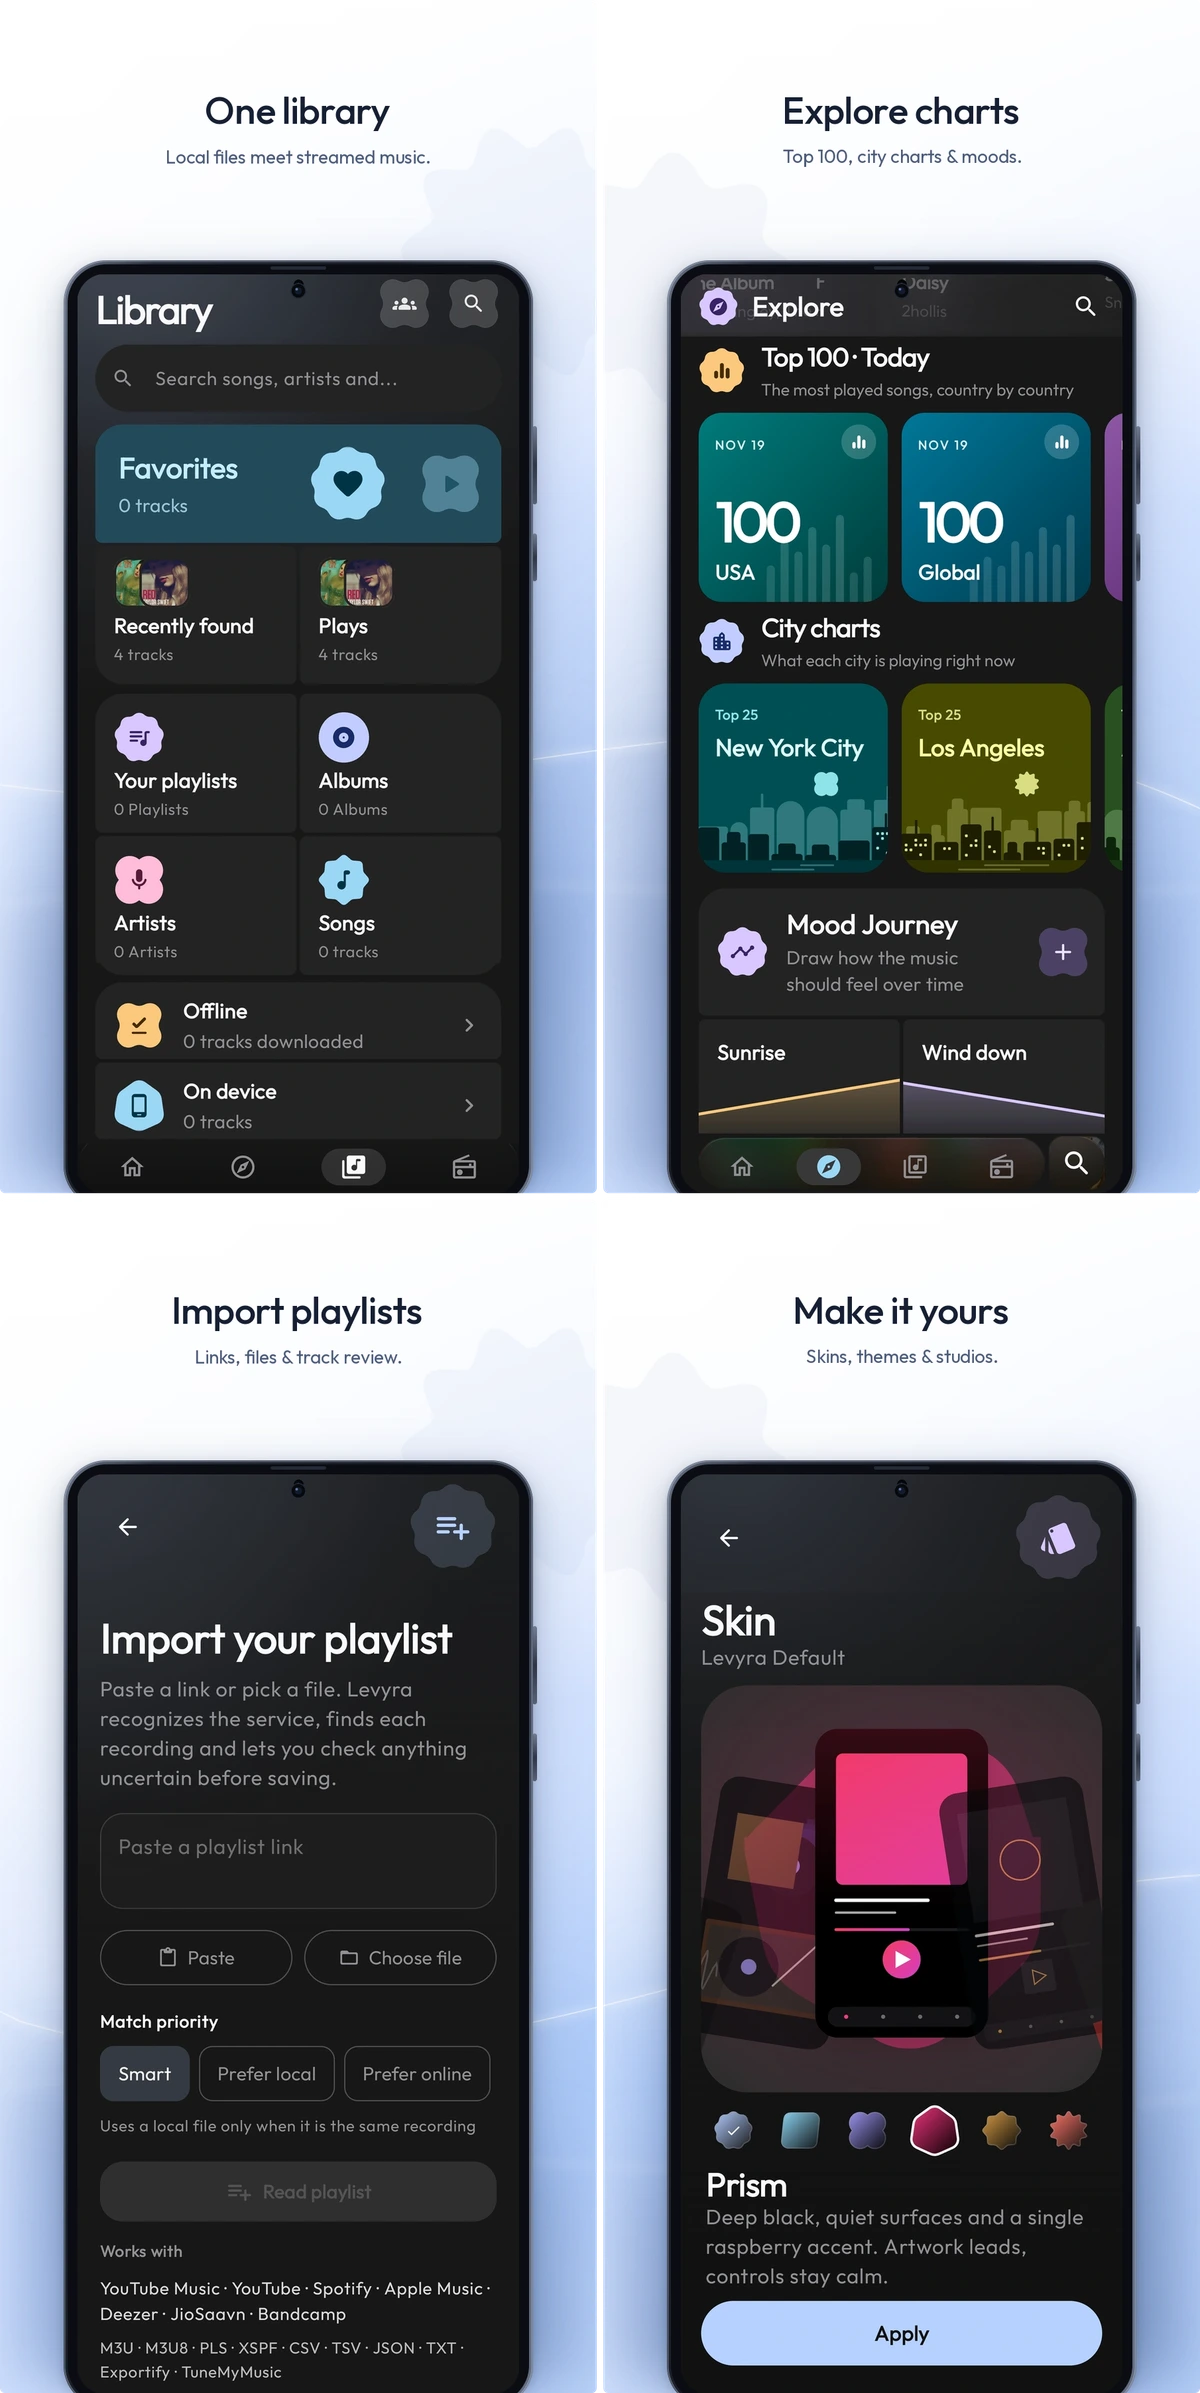 One library
Local files meet streamed music.
Library
Search songs, artists and...
Favorites
0 tracks
Recently found
4 tracks
Plays
4 tracks
Your playlists
0 Playlists
Albums
0 Albums
Artists
0 Artists
Songs
0 tracks
Offline
0 tracks downloaded
On device
0 tracks
Explore charts
Top 100, city charts & moods.
Album
Daisy
Explore
2hollis
Top 100 · Today
The most played songs, country by country
NOV 19
100
USA
NOV 19
100
Global
City charts
What each city is playing right now
Top 25
New York City
Top 25
Los Angeles
Mood Journey
Draw how the music
should feel over time
Sunrise
Wind down
Import playlists
Links, files & track review.
Import your playlist
Paste a link or pick a file. Levyra
recognizes the service, finds each
recording and lets you check anything
uncertain before saving.
Paste a playlist link
Paste
Choose file
Match priority
Smart
Prefer local
Prefer online
Uses a local file only when it is the same recording
Read playlist
Works with
YouTube Music · YouTube · Spotify · Apple Music ·
Deezer · JioSaavn · Bandcamp
M3U · M3U8 · PLS · XSPF · CSV · TSV · JSON · TXT ·
Exportify · TuneMyMusic
Make it yours
Skins, themes & studios.
Skin
Levyra Default
Prism
Deep black, quiet surfaces and a single
raspberry accent. Artwork leads,
controls stay calm.
Apply